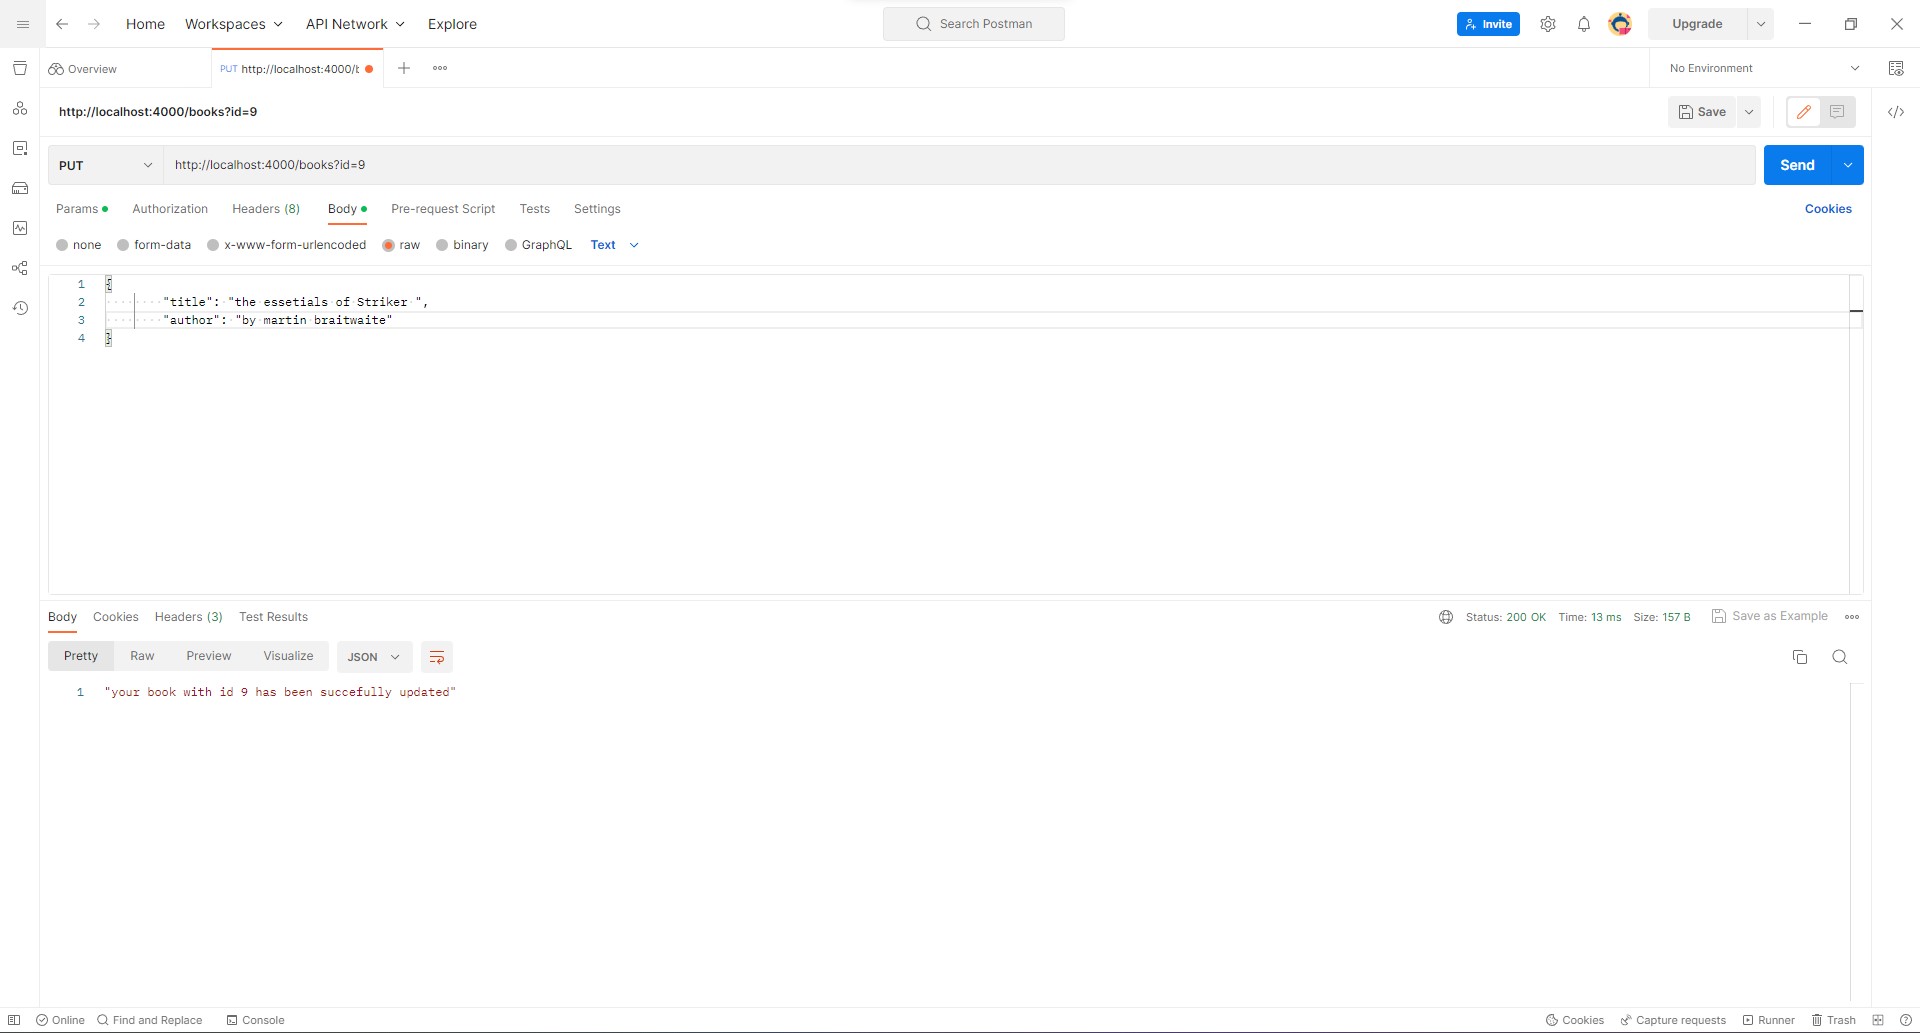 Home Workspaces API Network Explore Search Postman Invite Upgrade
Overview PUT http://localhost:4000/b No Environment
http://localhost:4000/books?id=9 Save
PUT http://localhost:4000/books?id=9 Send
Params Authorization Headers (8) Body Pre-request Script Tests Settings Cookies
none form-data x-www-form-urlencoded raw binary GraphQL Text
1 {
2 "title": "the essetials of Striker ",
3 "author": "by martin braitwaite"
4 }
Body Cookies Headers (3) Test Results Status: 200 OK Time: 13 ms Size: 157 B Save as Example
Pretty Raw Preview Visualize JSON
1 "your book with id 9 has been succefully updated"
Online Find and Replace Console Cookies Capture requests Runner Trash